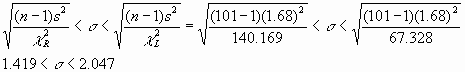 √((n−1)s²/χ²_R) < σ < √((n−1)s²/χ²_L) = √((101−1)(1.68)²/140.169) < σ < √((101−1)(1.68)²/67.328)
1.419 < σ < 2.047